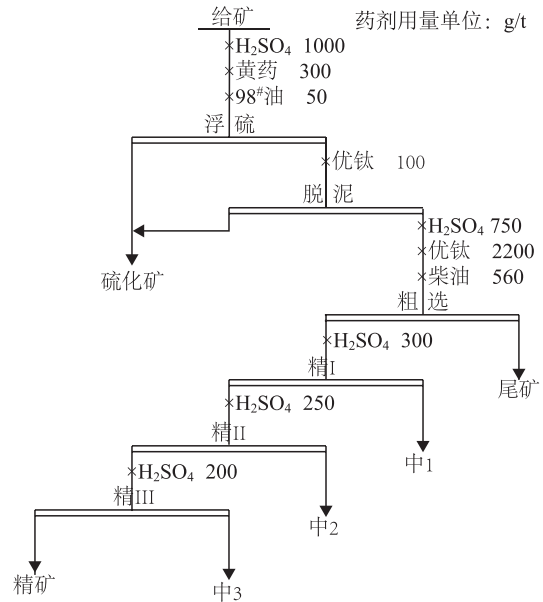 给矿
药剂用量单位：g/t
H₂SO₄ 1000
黄药 300
98#油 50
浮硫
优钛 100
脱泥
H₂SO₄ 750
优钛 2200
柴油 560
硫化矿
粗选
H₂SO₄ 300
精I
尾矿
H₂SO₄ 250
精II
中1
H₂SO₄ 200
精III
中2
精矿
中3